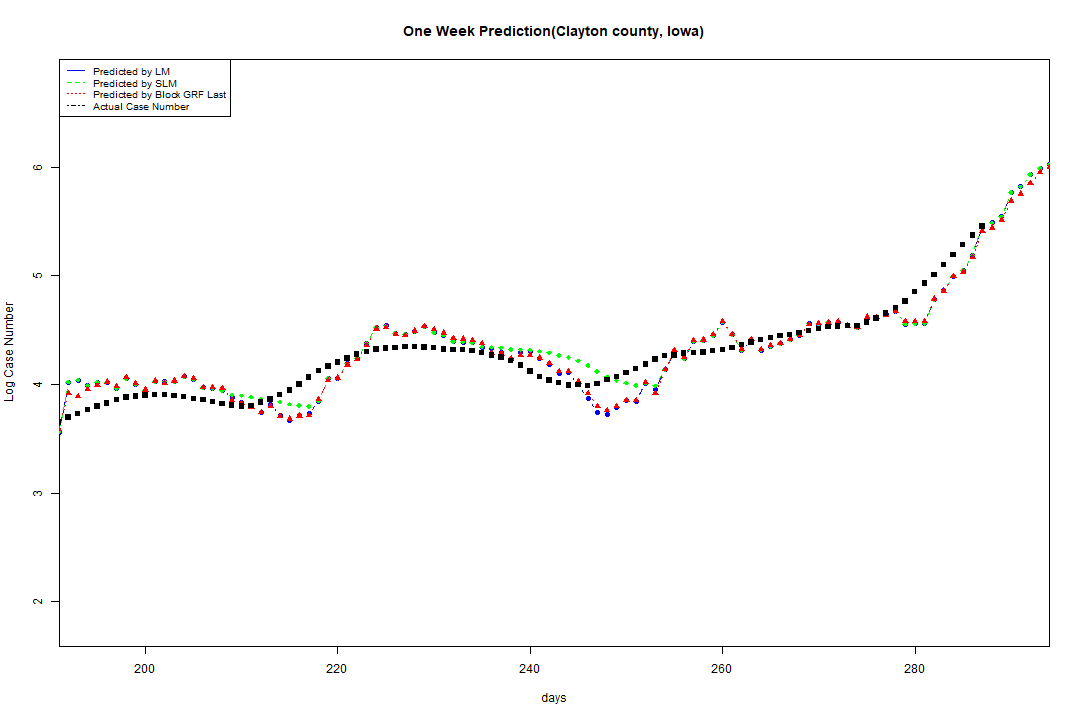 One Week Prediction(Clayton county, Iowa)
Predicted by LM
Predicted by SLM
Predicted by Block GRF Last
Actual Case Number
6
5
4
3
2
Log Case Number
200 220 240 260 280
days